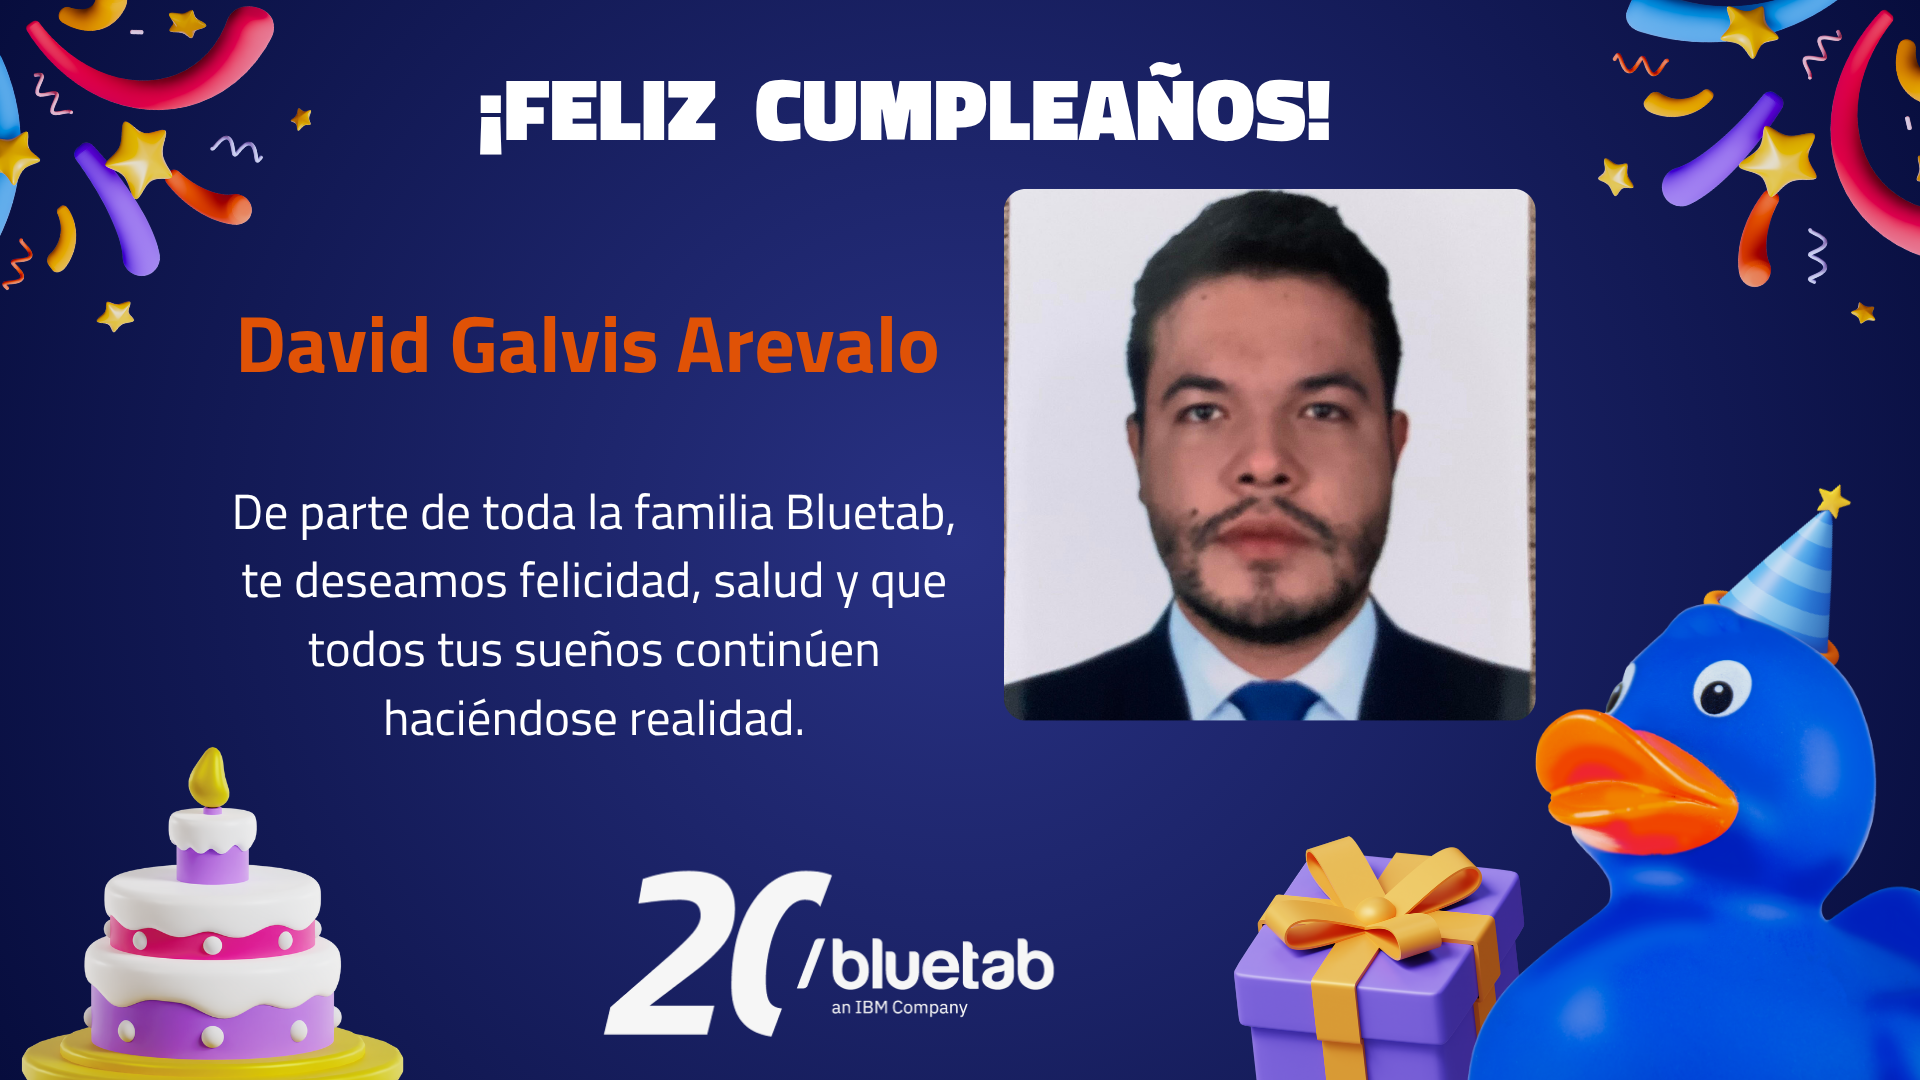 ¡FELIZ CUMPLEAÑOS!
David Galvis Arevalo
De parte de toda la familia Bluetab,
te deseamos felicidad, salud y que
todos tus sueños continúen
haciéndose realidad.
20/bluetab
an IBM Company